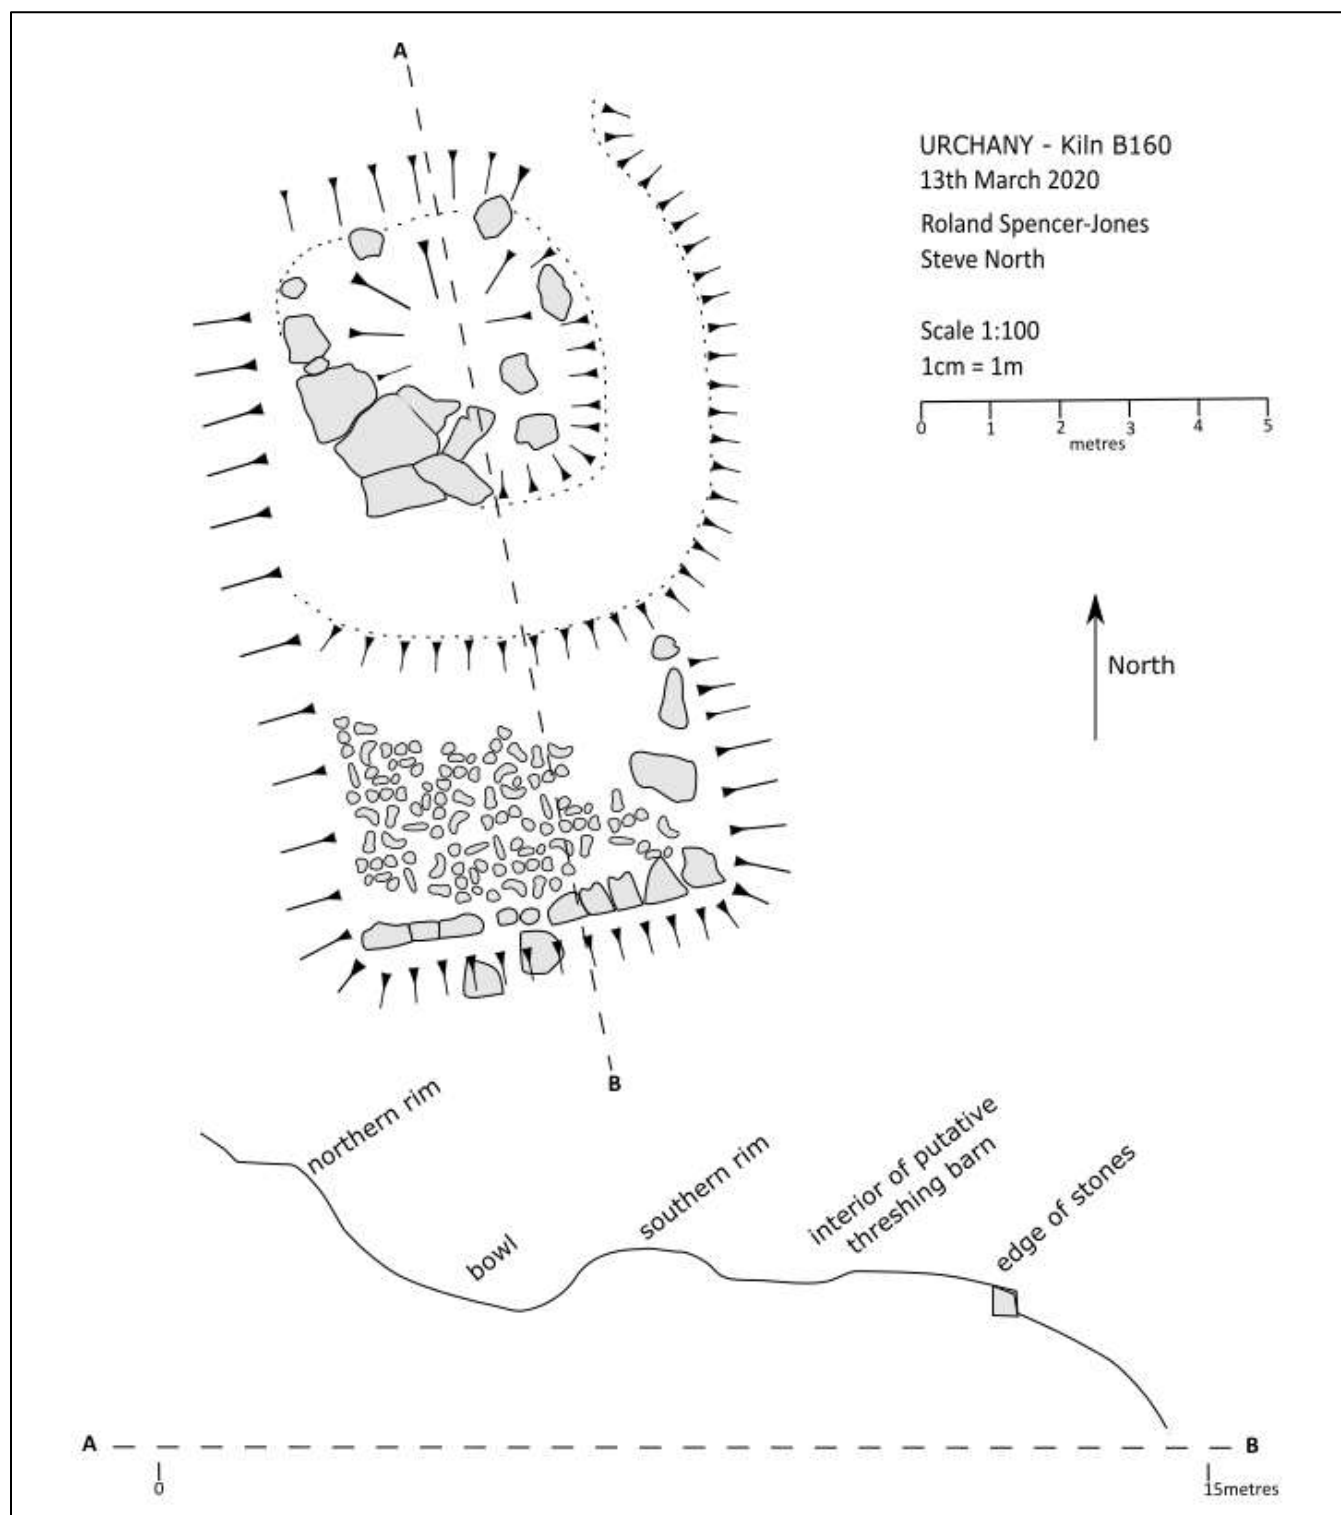 A
URCHANY - Kiln B160
13th March 2020
Roland Spencer-Jones
Steve North
Scale 1:100
1cm = 1m
0 1 2 3 4 5
metres
North
B
northern rim
bowl
southern rim
interior of putative
threshing barn
edge of stones
A B
0 15metres